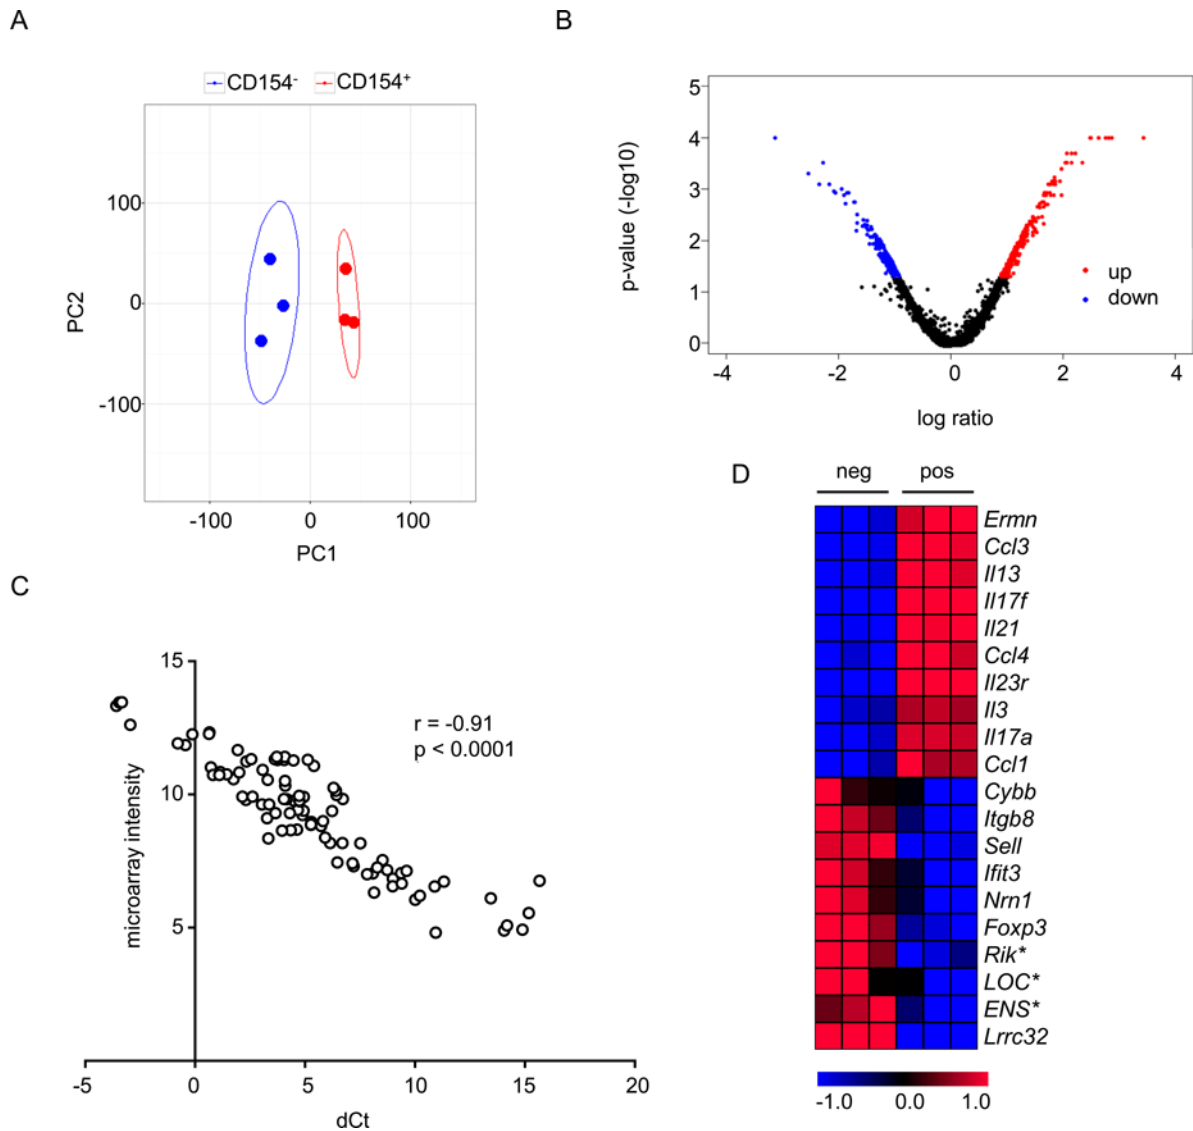 A
CD154⁻ CD154⁺
PC2
100
0
-100
-100 0 100
PC1
B
p-value (-log10)
5
4
3
2
1
0
up
down
-4 -2 0 2 4
log ratio
C
microarray intensity
15
10
5
r = -0.91
p < 0.0001
-5 0 5 10 15 20
dCt
D
neg pos
Ermn
Ccl3
Il13
Il17f
Il21
Ccl4
Il23r
Il3
Il17a
Ccl1
Cybb
Itgb8
Sell
Ifit3
Nrn1
Foxp3
Rik*
LOC*
ENS*
Lrrc32
-1.0 0.0 1.0